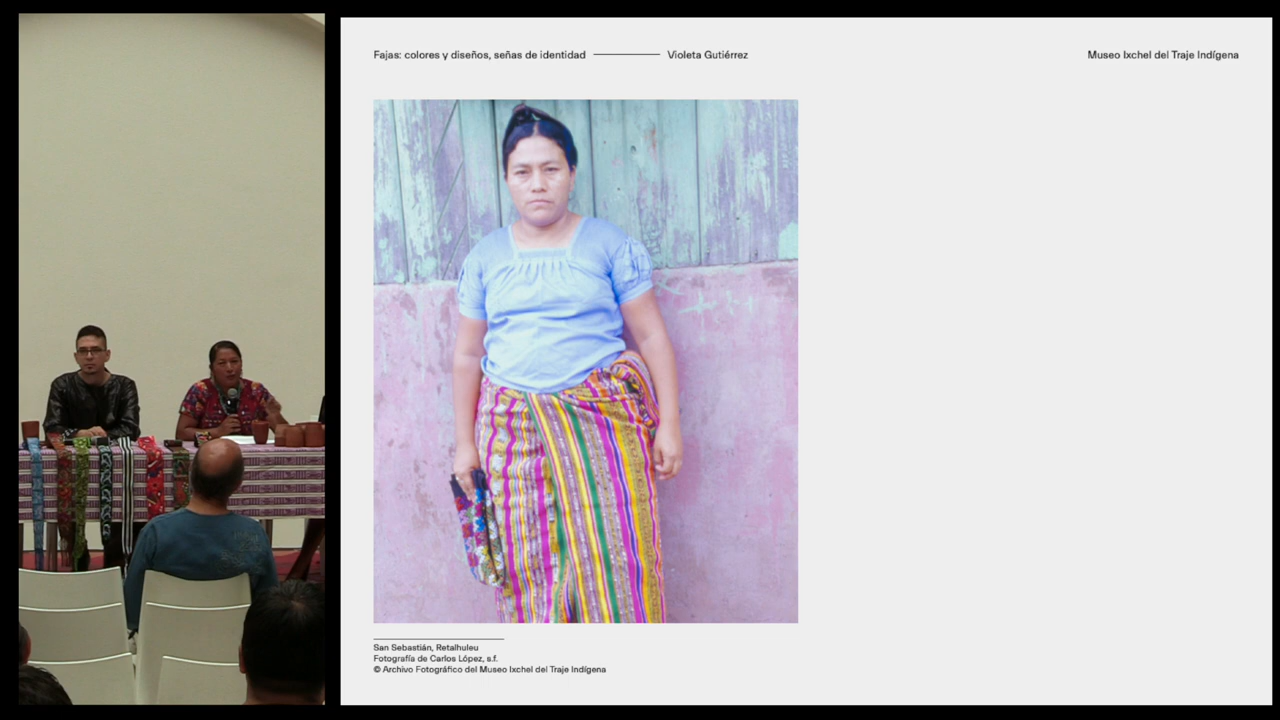 Fajas: colores y diseños, señas de identidad Violeta Gutiérrez Museo Ixchel del Traje Indígena
San Sebastián, Retalhuleu
Fotografía de Carlos López, s.f.
© Archivo Fotográfico del Museo Ixchel del Traje Indígena